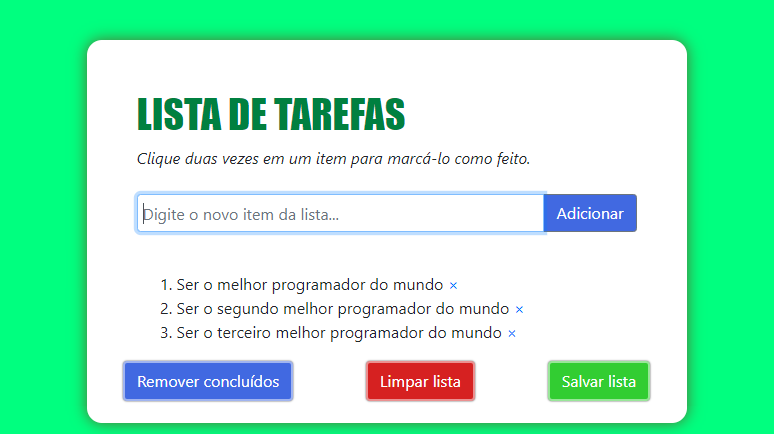 LISTA DE TAREFAS
Clique duas vezes em um item para marcá-lo como feito.
Digite o novo item da lista... Adicionar
1. Ser o melhor programador do mundo ×
2. Ser o segundo melhor programador do mundo ×
3. Ser o terceiro melhor programador do mundo ×
Remover concluídos Limpar lista Salvar lista